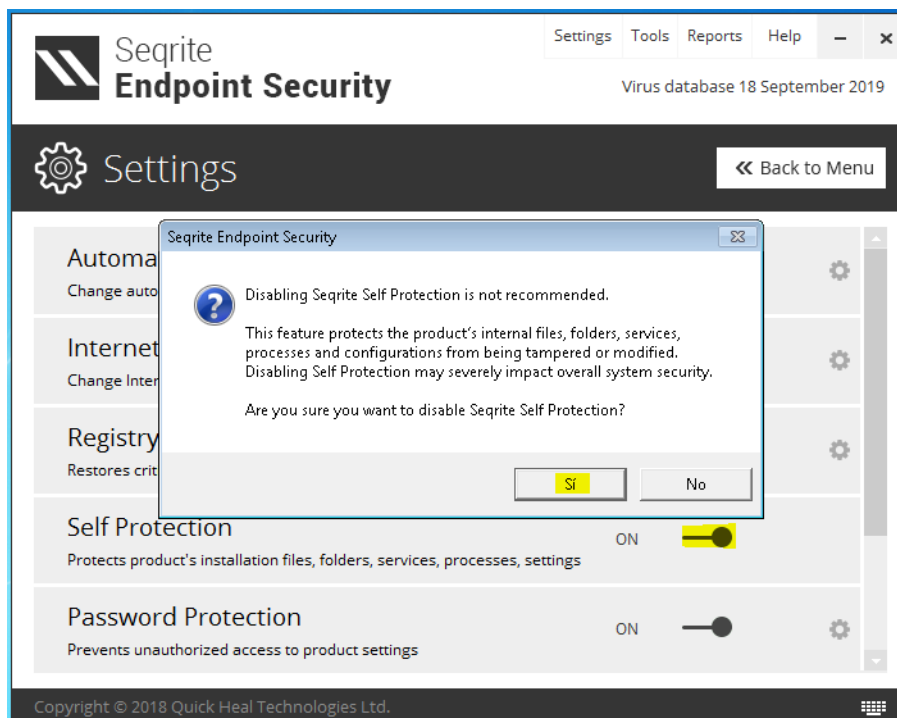 Seqrite
Endpoint Security
Settings Tools Reports Help
Virus database 18 September 2019
Settings
Back to Menu
Seqrite Endpoint Security
Disabling Seqrite Self Protection is not recommended.
This feature protects the product's internal files, folders, services,
processes and configurations from being tampered or modified.
Disabling Self Protection may severely impact overall system security.
Are you sure you want to disable Seqrite Self Protection?
Sí No
Automa
Change auto
Internet
Change Inter
Registry
Restores crit
Self Protection
ON
Protects product's installation files, folders, services, processes, settings
Password Protection
ON
Prevents unauthorized access to product settings
Copyright © 2018 Quick Heal Technologies Ltd.